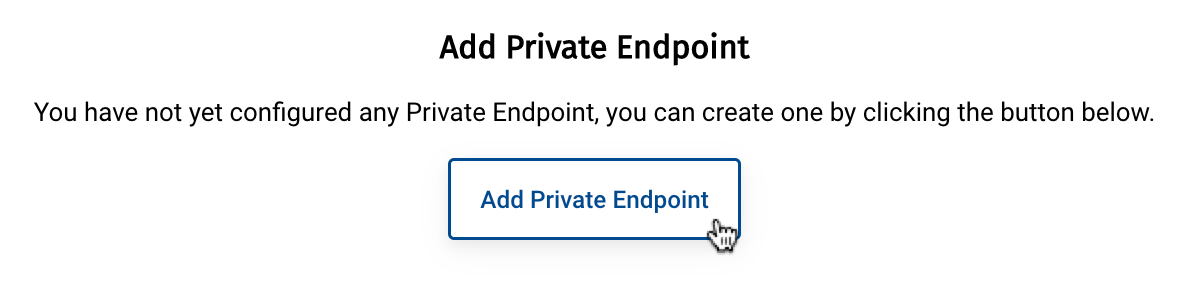 Add Private Endpoint
You have not yet configured any Private Endpoint, you can create one by clicking the button below.
Add Private Endpoint